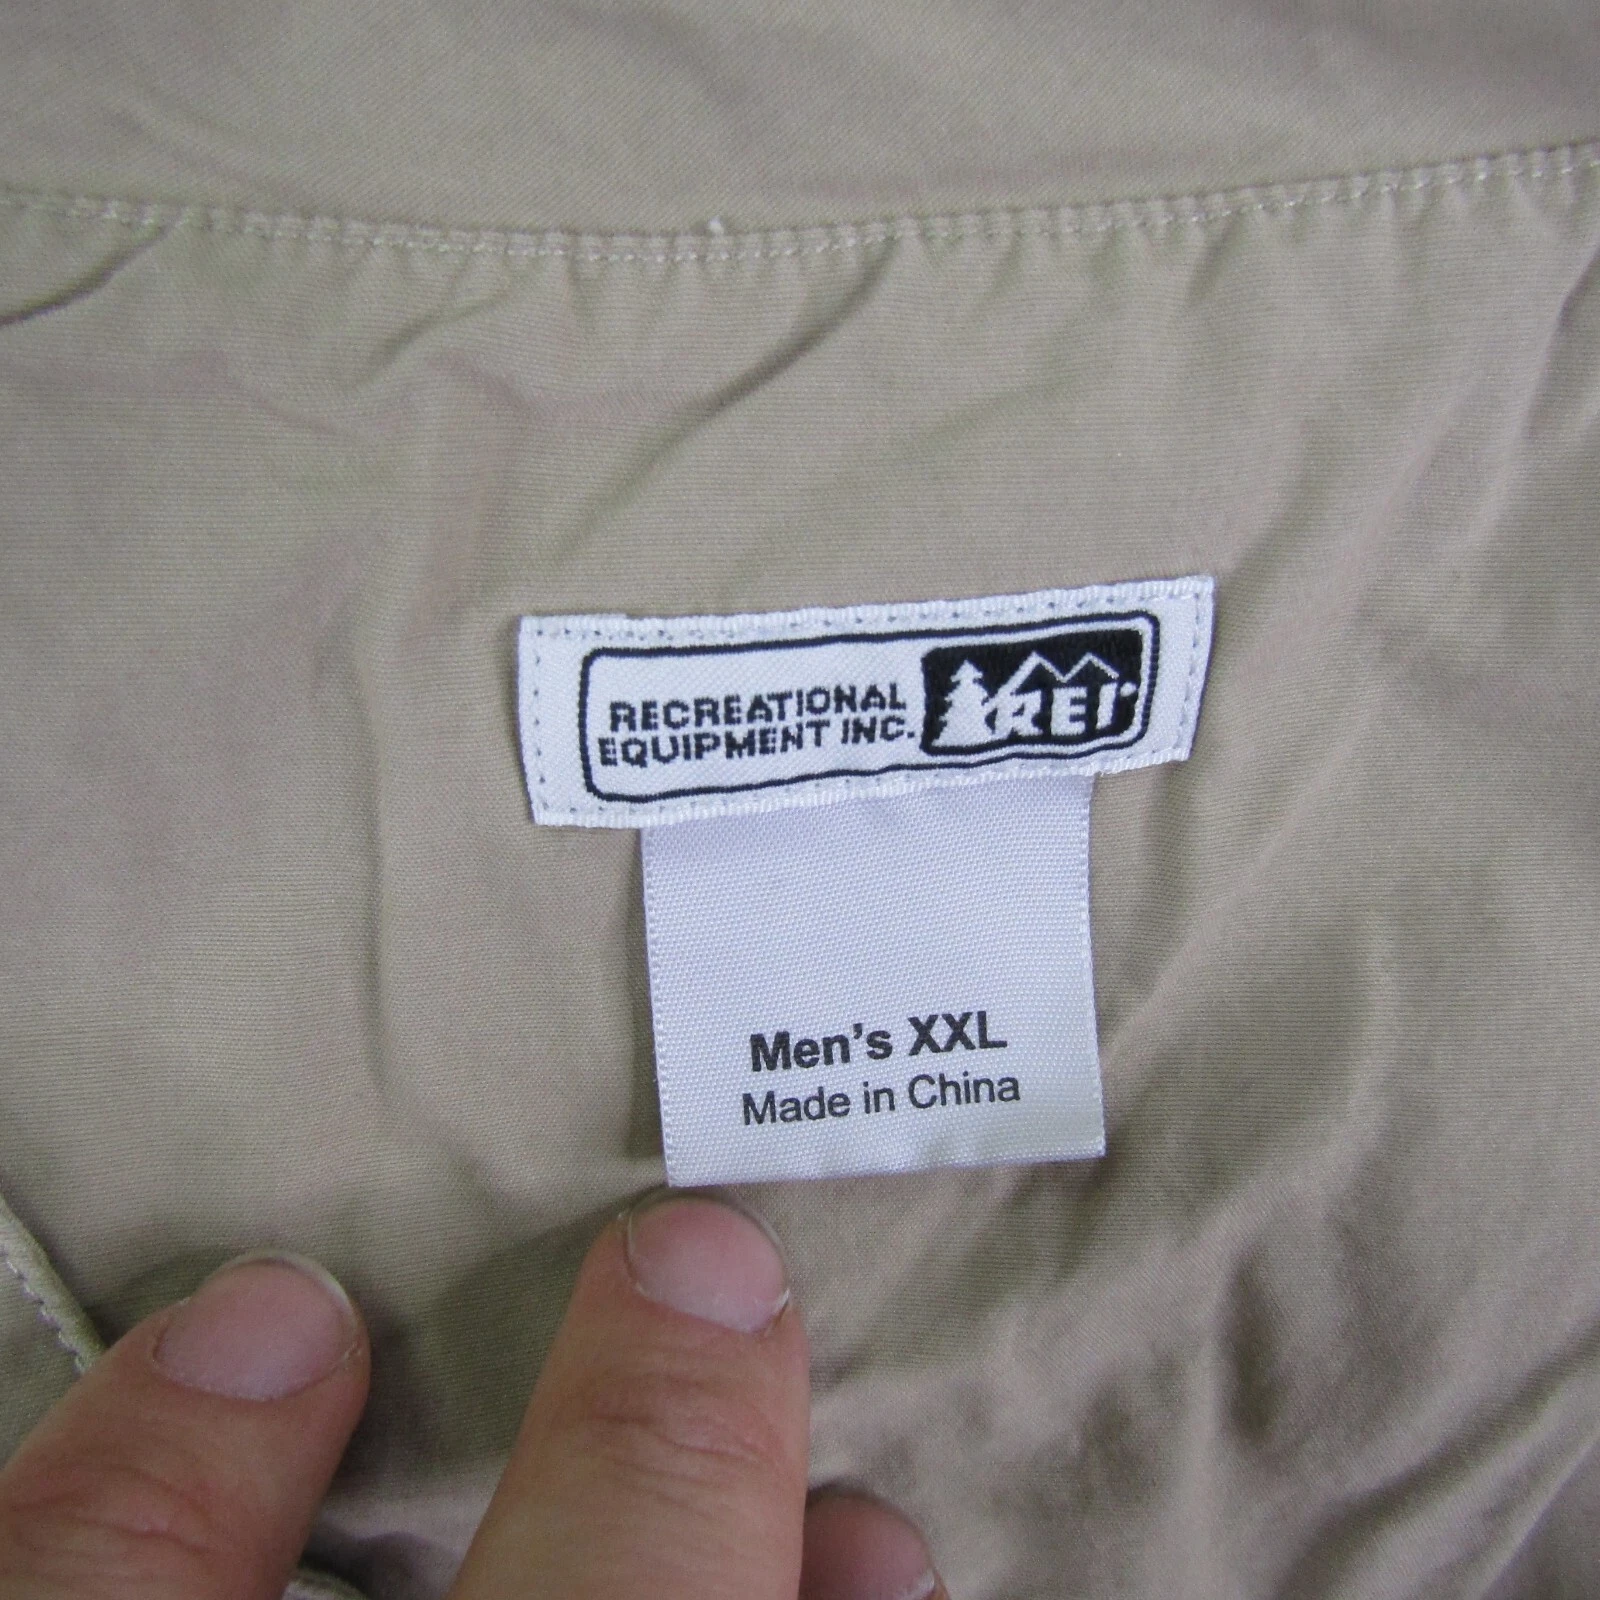 RECREATIONAL
EQUIPMENT INC.
REI®
Men's XXL
Made in China